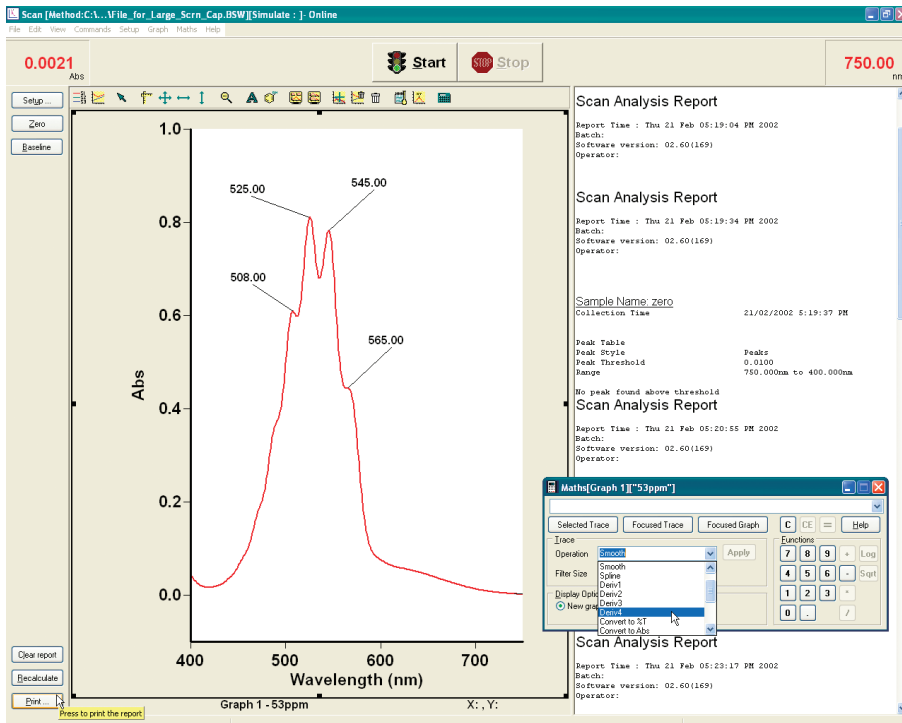 Scan [Method:C:\...\File_for_Large_Scrn_Cap.BSW][Simulate : ]- Online
File Edit View Commands Setup Graph Maths Help
0.0021
Abs
Start
STOP Stop
750.00
nm
Setup ...
Zero
Baseline
1.0
0.8
0.6
0.4
0.2
0.0
Abs
525.00
545.00
508.00
565.00
400 500 600 700
Wavelength (nm)
Graph 1 - 53ppm X: , Y:
Clear report
Recalculate
Print ...
Press to print the report
Scan Analysis Report
Report Time : Thu 21 Feb 05:19:04 PM 2002
Batch:
Software version: 02.60(169)
Operator:
Scan Analysis Report
Report Time : Thu 21 Feb 05:19:34 PM 2002
Batch:
Software version: 02.60(169)
Operator:
Sample Name: zero
Collection Time 21/02/2002 5:19:37 PM
Peak Table
Peak Style Peaks
Peak Threshold 0.0100
Range 750.000nm to 400.000nm
No peak found above threshold
Scan Analysis Report
Report Time : Thu 21 Feb 05:20:55 PM 2002
Batch:
Software version: 02.60(169)
Operator:
Maths[Graph 1]["53ppm"]
Selected Trace Focused Trace Focused Graph C CE = Help
Trace
Operation Smooth Apply
Filter Size
Smooth
Spline
Deriv1
Deriv2
Deriv3
Deriv4
Convert to %T
Convert to Abs
Display Optio
New gra
Functions
7 8 9 + Log
4 5 6 - Sqrt
1 2 3 *
0 . /
Scan Analysis Report
Report Time : Thu 21 Feb 05:23:17 PM 2002
Batch:
Software version: 02.60(169)
Operator: